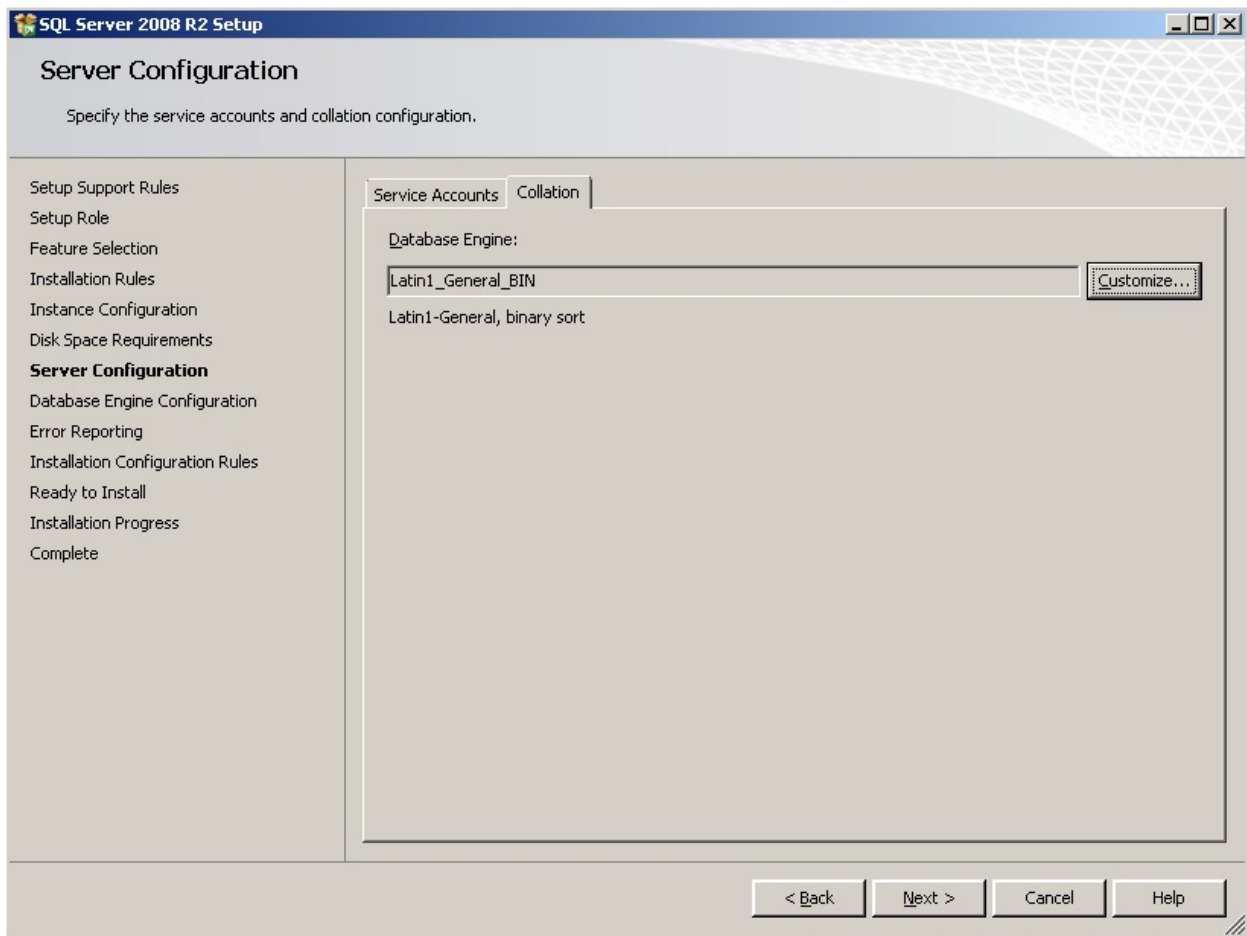 SQL Server 2008 R2 Setup
Server Configuration
Specify the service accounts and collation configuration.
Setup Support Rules
Setup Role
Feature Selection
Installation Rules
Instance Configuration
Disk Space Requirements
Server Configuration
Database Engine Configuration
Error Reporting
Installation Configuration Rules
Ready to Install
Installation Progress
Complete
Service Accounts Collation
Database Engine:
Latin1_General_BIN Customize...
Latin1-General, binary sort
< Back Next > Cancel Help